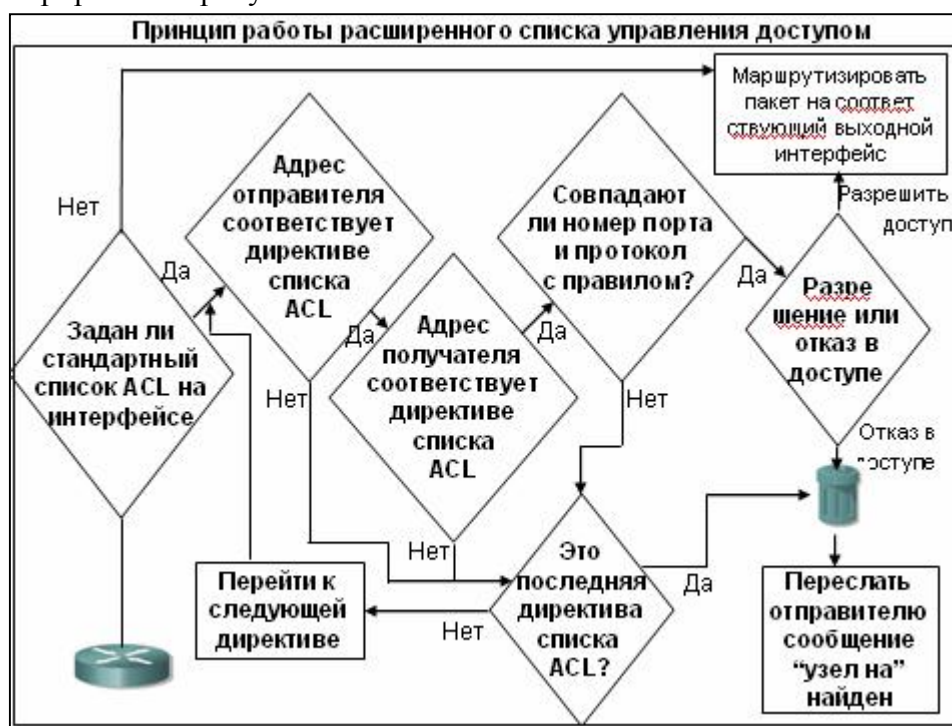 Принцип работы расширенного списка управления доступом
Маршрутизировать
пакет на соответ
ствующий выходной
интерфейс
Адрес
отправителя
соответствует
директиве
списка
ACL
Совпадают
ли номер порта
и протокол
с правилом?
Нет
Разрешить
доступ
Да
Да
Разре
шение или
отказ в
доступе
Задан ли
стандартный
список ACL на
интерфейсе
Адрес
получателя
соответствует
директиве
списка
ACL
Да
Да
Нет
Нет
Отказ в
доступе
Нет
Это
последняя
директива
списка
ACL?
Да
Перейти к
следующей
директиве
Нет
Переслать
отправителю
сообщение
“узел на”
найден